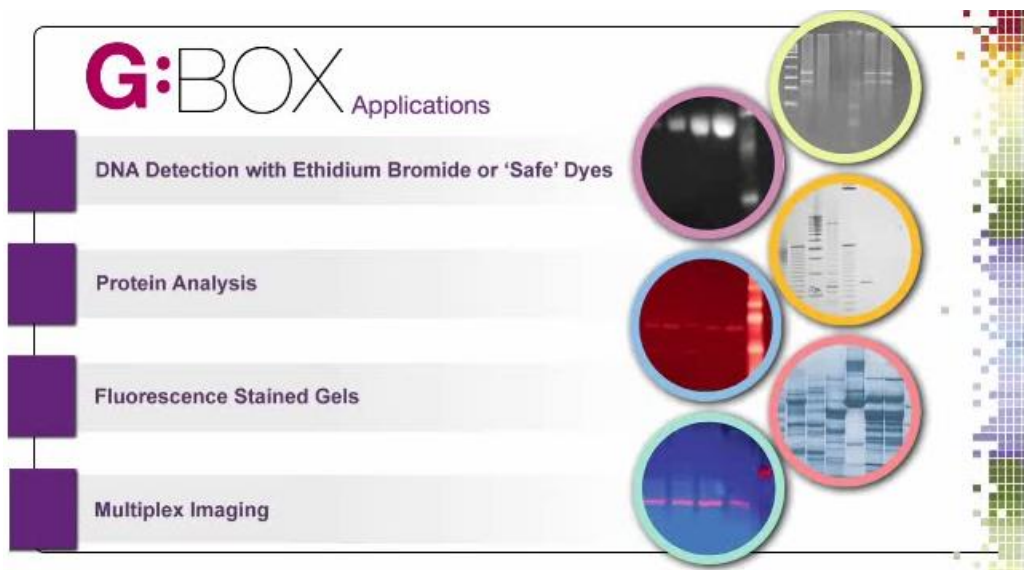 G:BOX Applications
DNA Detection with Ethidium Bromide or ‘Safe’ Dyes
Protein Analysis
Fluorescence Stained Gels
Multiplex Imaging